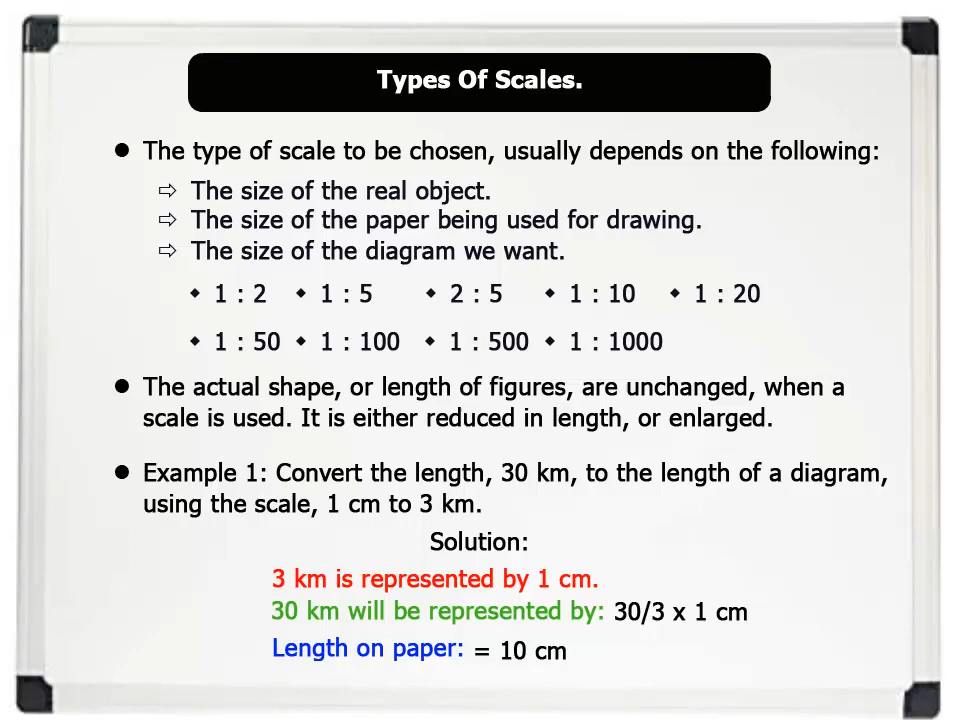 Types Of Scales.
● The type of scale to be chosen, usually depends on the following:
⇨ The size of the real object.
⇨ The size of the paper being used for drawing.
⇨ The size of the diagram we want.
◆ 1 : 2 ◆ 1 : 5 ◆ 2 : 5 ◆ 1 : 10 ◆ 1 : 20
◆ 1 : 50 ◆ 1 : 100 ◆ 1 : 500 ◆ 1 : 1000
● The actual shape, or length of figures, are unchanged, when a
scale is used. It is either reduced in length, or enlarged.
● Example 1: Convert the length, 30 km, to the length of a diagram,
using the scale, 1 cm to 3 km.
Solution:
3 km is represented by 1 cm.
30 km will be represented by: 30/3 x 1 cm
Length on paper: = 10 cm